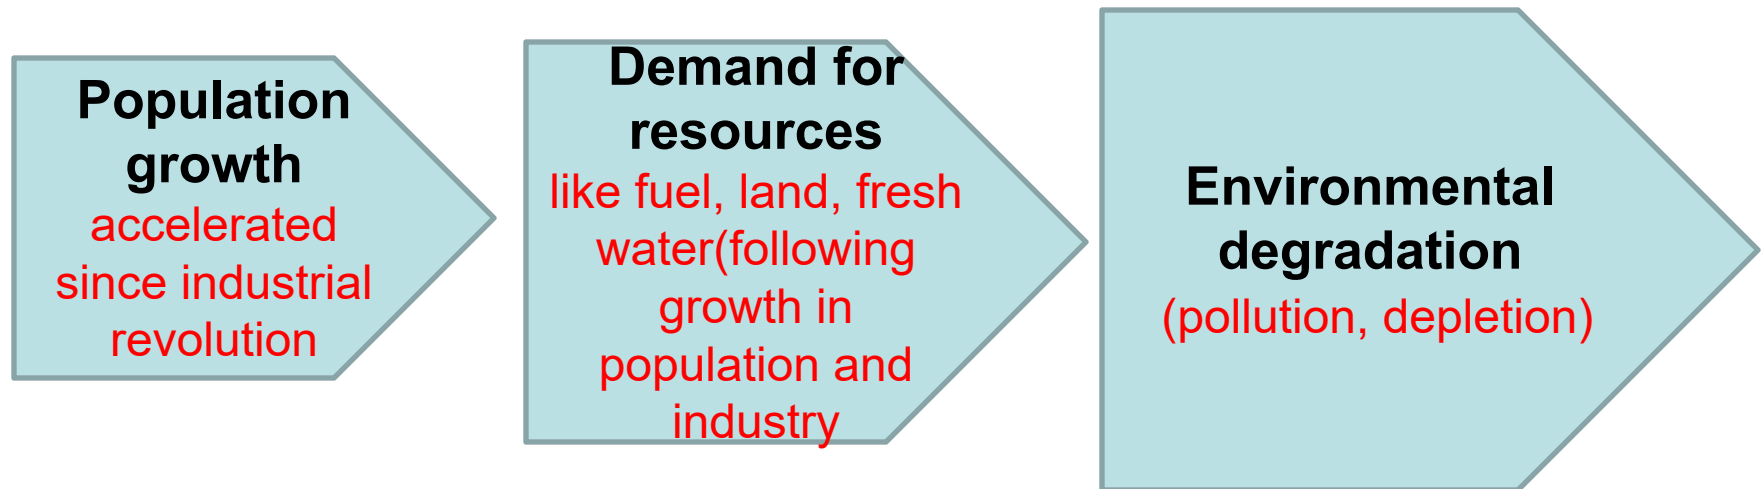 Population
growth
accelerated
since industrial
revolution
Demand for
resources
like fuel, land, fresh
water(following
growth in
population and
industry
Environmental
degradation
(pollution, depletion)